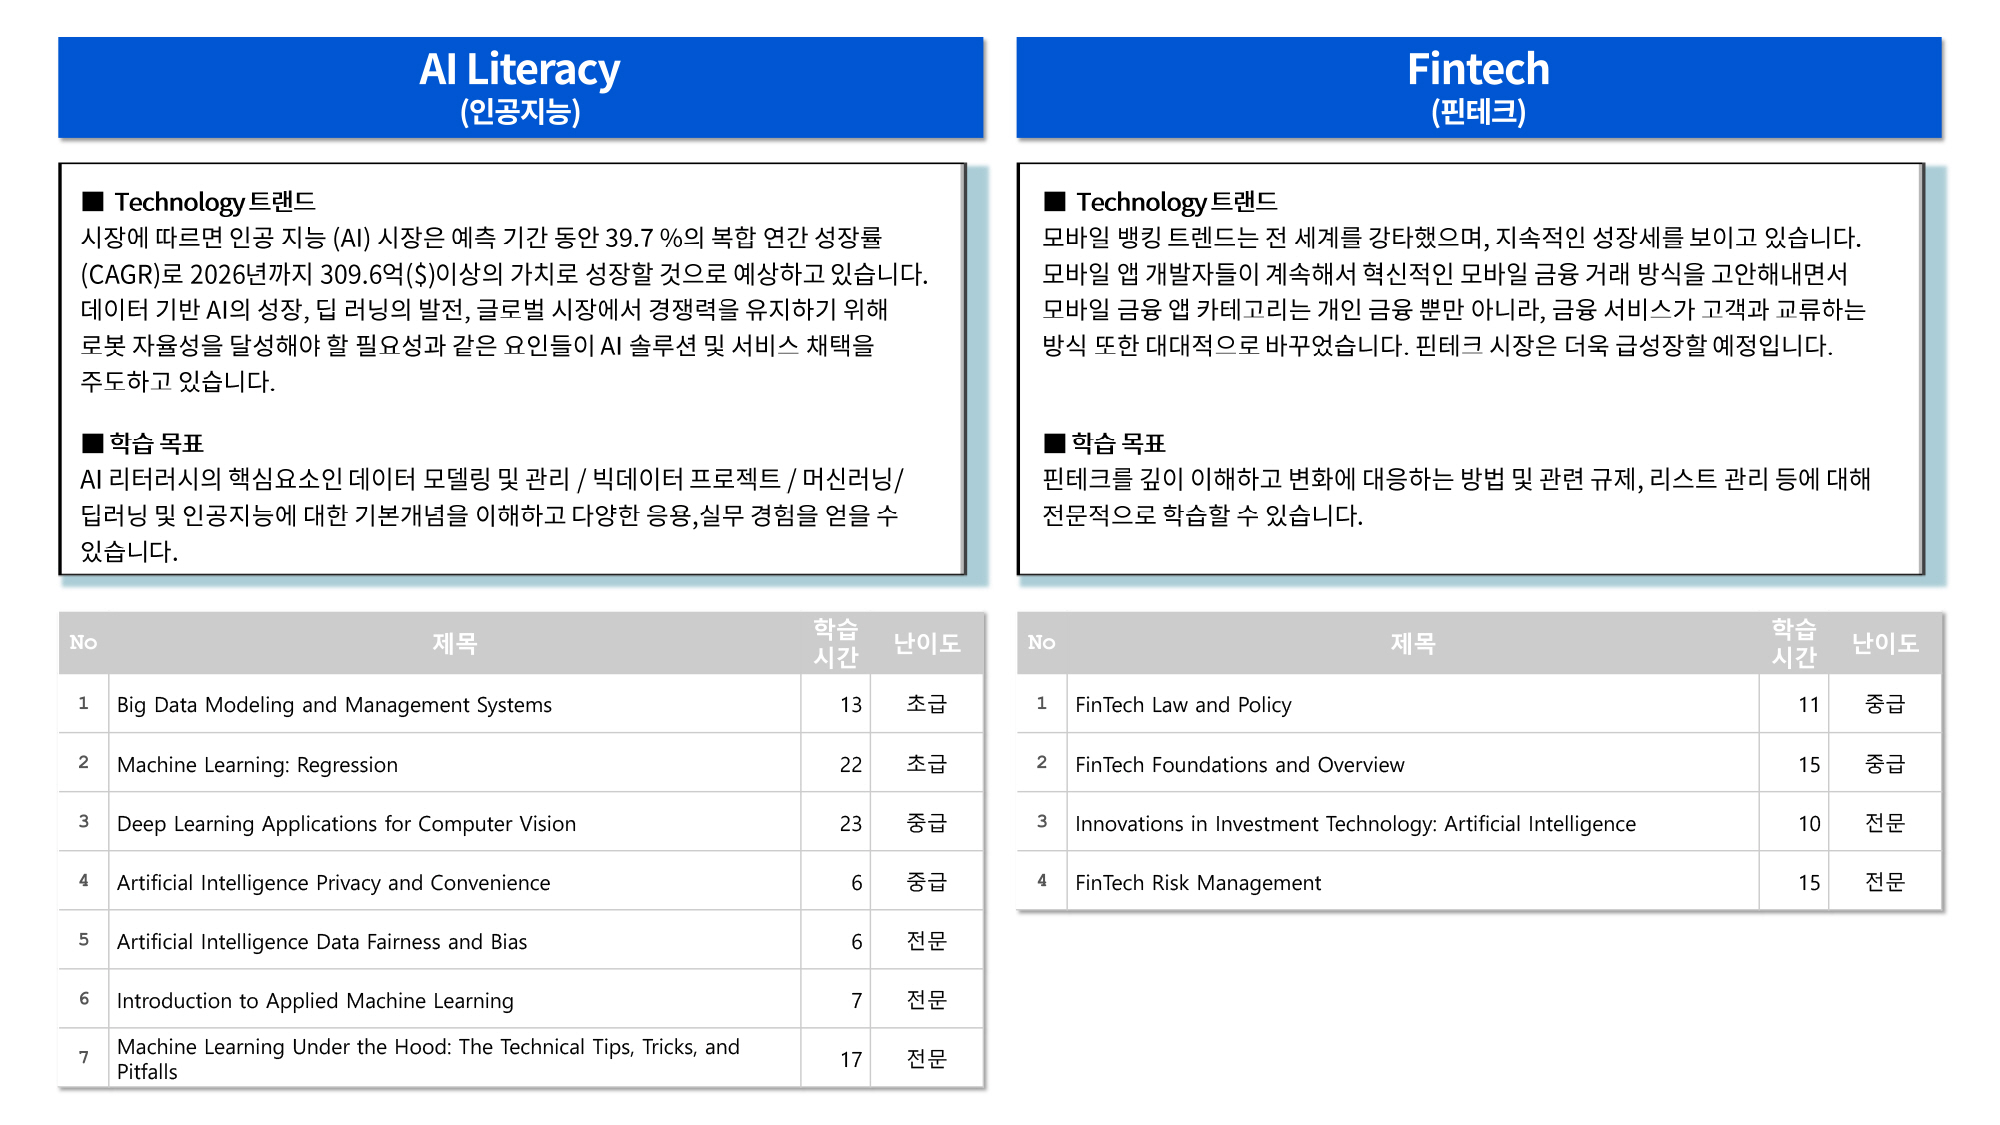 AI Literacy
(인공지능)
■ Technology트랜드
시장에 따르면 인공 지능 (AI) 시장은 예측 기간 동안 39.7 %의 복합 연간 성장률
(CAGR)로 2026년까지 309.6억($)이상의 가치로 성장할 것으로 예상하고 있습니다.
데이터 기반 AI의 성장, 딥 러닝의 발전, 글로벌 시장에서 경쟁력을 유지하기 위해
로봇 자율성을 달성해야 할 필요성과 같은 요인들이 AI 솔루션 및 서비스 채택을
주도하고 있습니다.
■ 학습 목표
AI 리터러시의 핵심요소인 데이터 모델링 및 관리 / 빅데이터 프로젝트 / 머신러닝/
딥러닝 및 인공지능에 대한 기본개념을 이해하고 다양한 응용,실무 경험을 얻을 수
있습니다.
No 제목 학습 시간 난이도
1 Big Data Modeling and Management Systems 13 초급
2 Machine Learning: Regression 22 초급
3 Deep Learning Applications for Computer Vision 23 중급
4 Artificial Intelligence Privacy and Convenience 6 중급
5 Artificial Intelligence Data Fairness and Bias 6 전문
6 Introduction to Applied Machine Learning 7 전문
7 Machine Learning Under the Hood: The Technical Tips, Tricks, and
Pitfalls 17 전문
Fintech
(핀테크)
■ Technology트랜드
모바일 뱅킹 트렌드는 전 세계를 강타했으며, 지속적인 성장세를 보이고 있습니다.
모바일 앱 개발자들이 계속해서 혁신적인 모바일 금융 거래 방식을 고안해내면서
모바일 금융 앱 카테고리는 개인 금융 뿐만 아니라, 금융 서비스가 고객과 교류하는
방식 또한 대대적으로 바꾸었습니다. 핀테크 시장은 더욱 급성장할 예정입니다.
■ 학습 목표
핀테크를 깊이 이해하고 변화에 대응하는 방법 및 관련 규제, 리스트 관리 등에 대해
전문적으로 학습할 수 있습니다.
No 제목 학습 시간 난이도
1 FinTech Law and Policy 11 중급
2 FinTech Foundations and Overview 15 중급
3 Innovations in Investment Technology: Artificial Intelligence 10 전문
4 FinTech Risk Management 15 전문